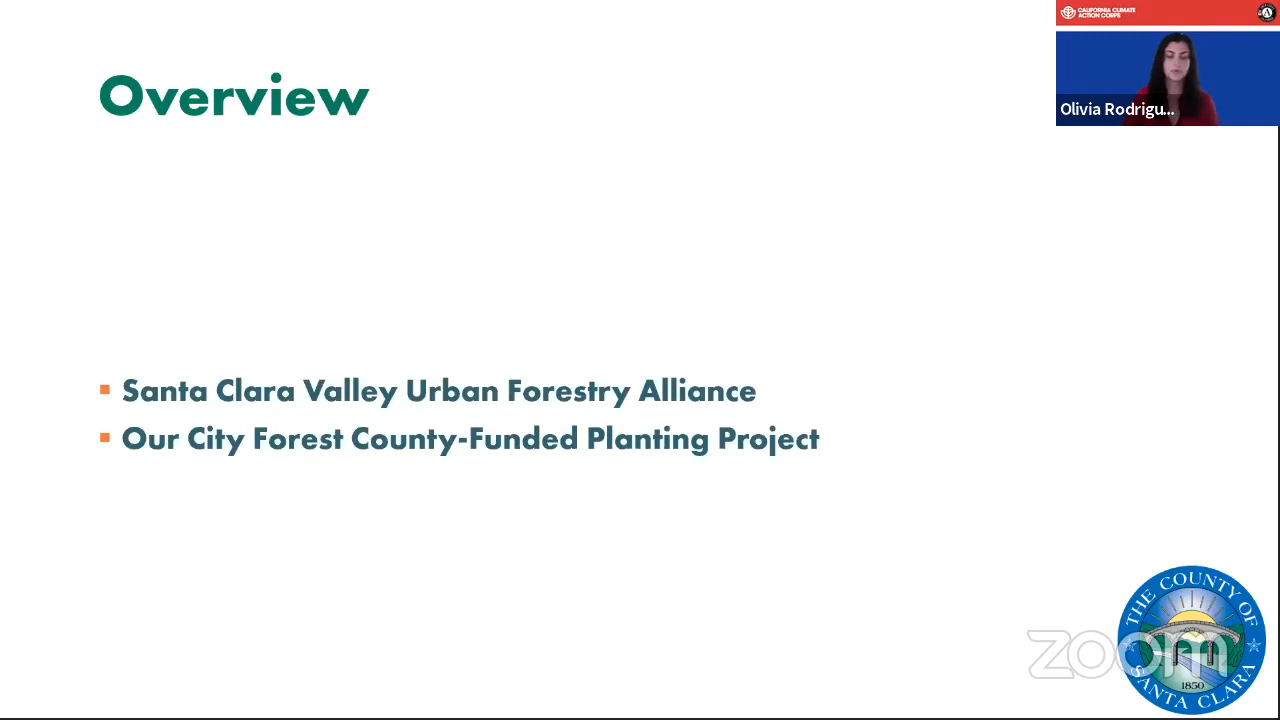 CALIFORNIA CLIMATE
ACTION CORPS
Overview
Olivia Rodrigu...
Santa Clara Valley Urban Forestry Alliance
Our City Forest County-Funded Planting Project
THE COUNTY OF
zoom
1850
SANTA CLARA